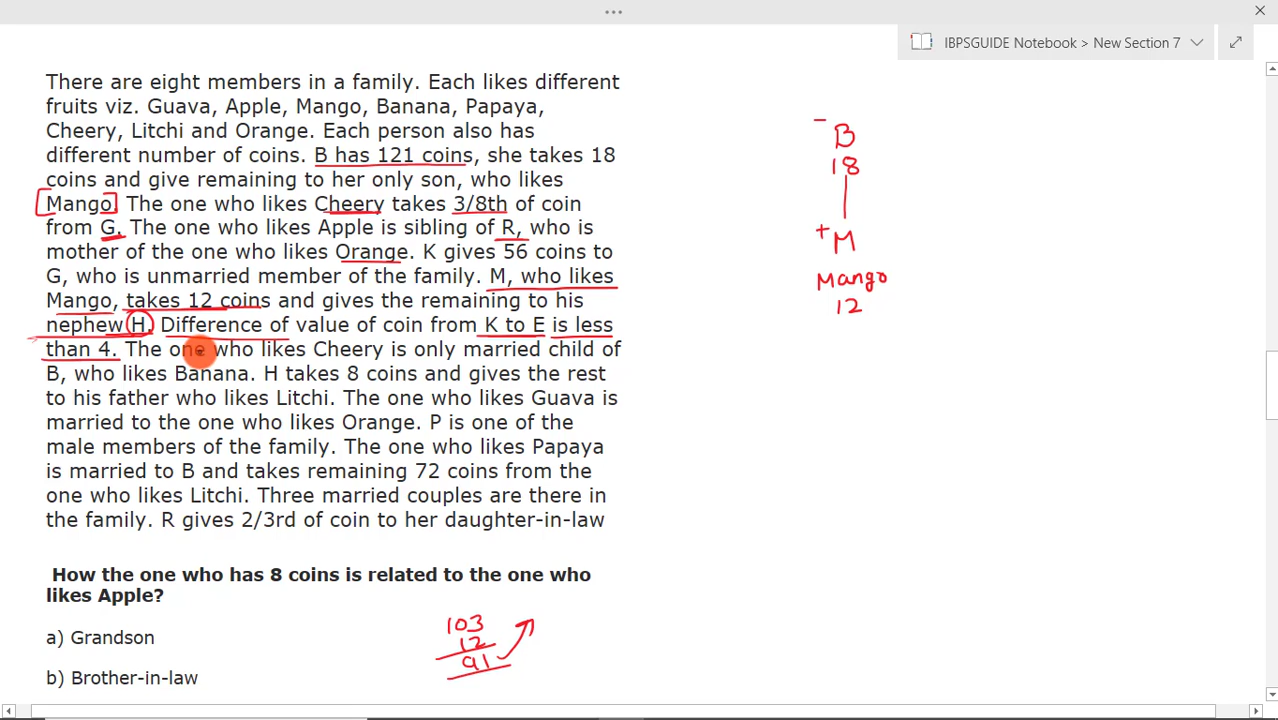 IBPSGUIDE Notebook > New Section 7
There are eight members in a family. Each likes different
fruits viz. Guava, Apple, Mango, Banana, Papaya,
Cheery, Litchi and Orange. Each person also has
different number of coins. B has 121 coins, she takes 18
coins and give remaining to her only son, who likes
Mango. The one who likes Cheery takes 3/8th of coin
from G. The one who likes Apple is sibling of R, who is
mother of the one who likes Orange. K gives 56 coins to
G, who is unmarried member of the family. M, who likes
Mango, takes 12 coins and gives the remaining to his
nephew H. Difference of value of coin from K to E is less
than 4. The one who likes Cheery is only married child of
B, who likes Banana. H takes 8 coins and gives the rest
to his father who likes Litchi. The one who likes Guava is
married to the one who likes Orange. P is one of the
male members of the family. The one who likes Papaya
is married to B and takes remaining 72 coins from the
one who likes Litchi. Three married couples are there in
the family. R gives 2/3rd of coin to her daughter-in-law
How the one who has 8 coins is related to the one who
likes Apple?
a) Grandson
b) Brother-in-law
103
12
91
- B
18
+ M
Mango
12